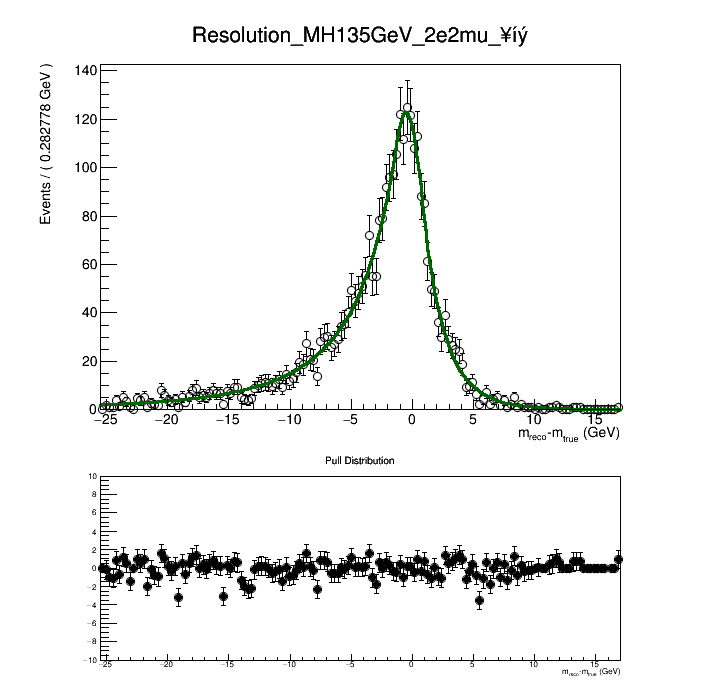 Resolution_MH135GeV_2e2mu_¥íý
Events / ( 0.282778 GeV )
140
120
100
80
60
40
20
0
−25 −20 −15 −10 −5 0 5 10 15
m_reco-m_true (GeV)
Pull Distribution
10
8
6
4
2
0
−2
−4
−6
−8
−10
−25 −20 −15 −10 −5 0 5 10 15
m_reco-m_true (GeV)